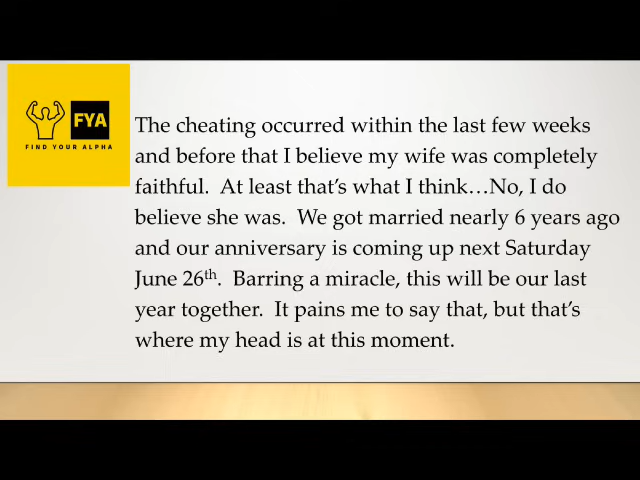 FYA
FIND YOUR ALPHA
The cheating occurred within the last few weeks
and before that I believe my wife was completely
faithful.  At least that’s what I think…No, I do
believe she was.  We got married nearly 6 years ago
and our anniversary is coming up next Saturday
June 26th.  Barring a miracle, this will be our last
year together.  It pains me to say that, but that’s
where my head is at this moment.